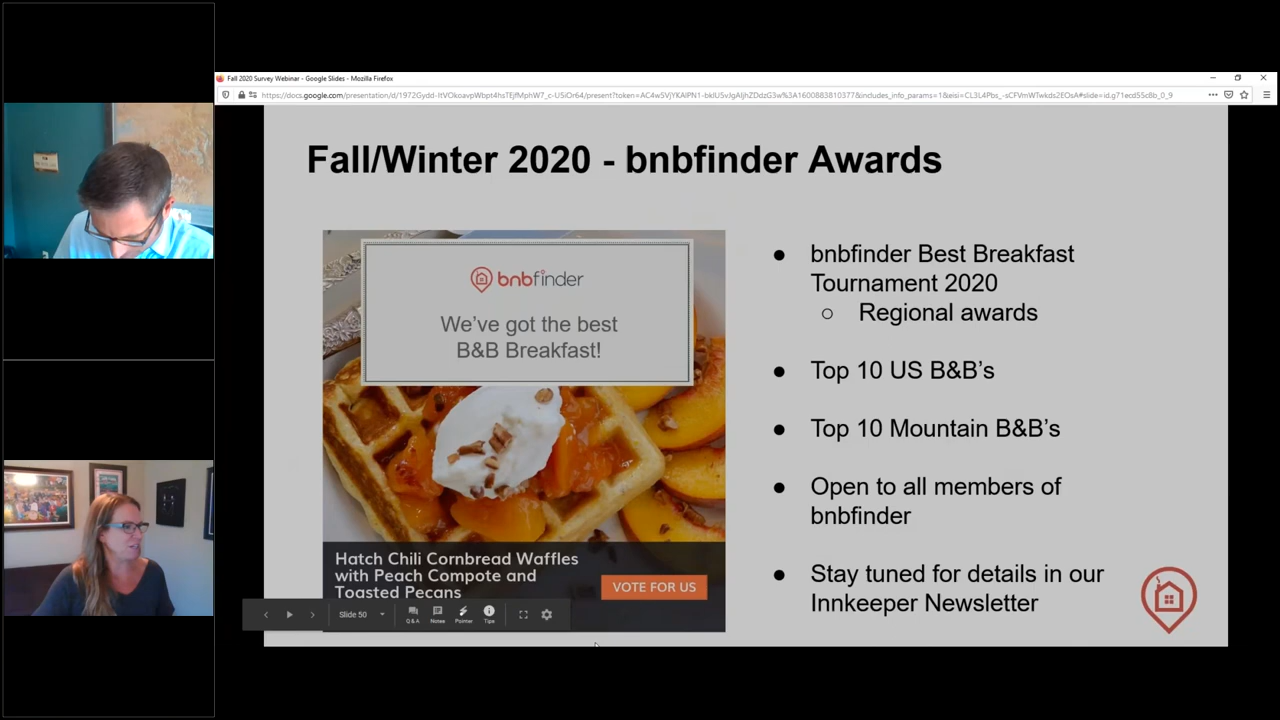 Fall 2020 Survey Webinar - Google Slides - Mozilla Firefox
Fall/Winter 2020 - bnbfinder Awards
bnbfinder
We've got the best
B&B Breakfast!
Hatch Chili Cornbread Waffles
with Peach Compote and
Toasted Pecans
VOTE FOR US
● bnbfinder Best Breakfast
Tournament 2020
○ Regional awards
● Top 10 US B&B's
● Top 10 Mountain B&B's
● Open to all members of
bnbfinder
● Stay tuned for details in our
Innkeeper Newsletter
Slide 50
Q & A
Notes
Pointer
Tips